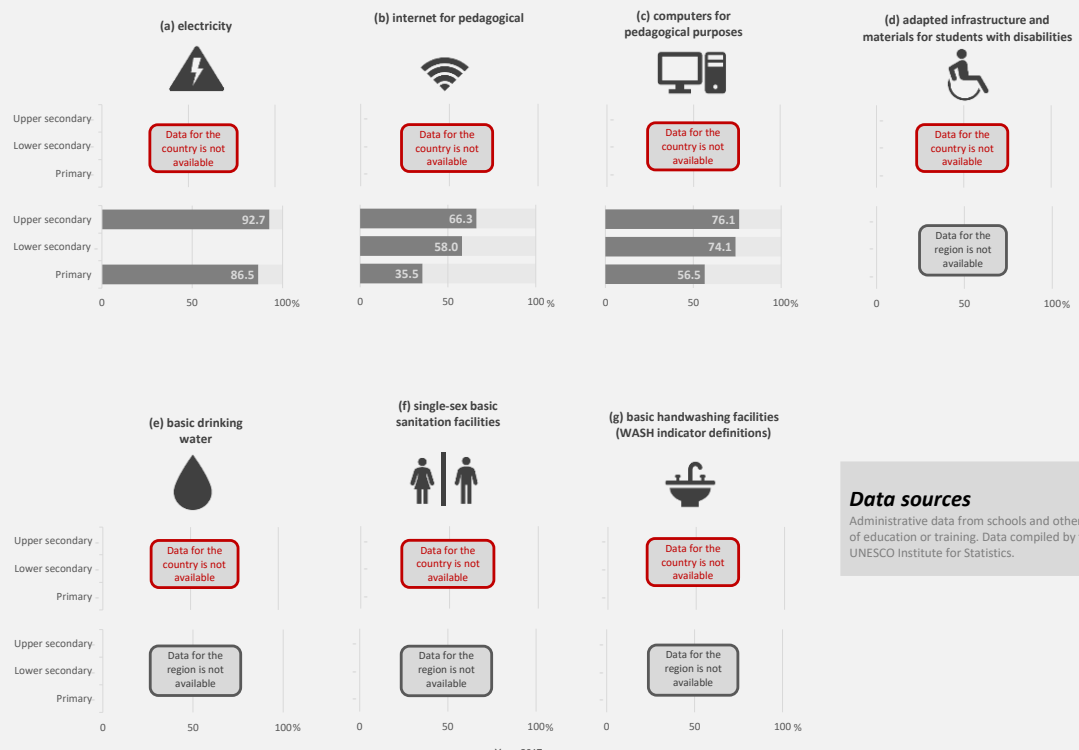 (a) electricity
(b) internet for pedagogical
(c) computers for
pedagogical purposes
(d) adapted infrastructure and
materials for students with disabilities
Upper secondary
Lower secondary
Primary
Data for the
country is not
available
Data for the
country is not
available
Data for the
country is not
available
Data for the
country is not
available
Upper secondary
Lower secondary
Primary
92.7
86.5
66.3
58.0
35.5
76.1
74.1
56.5
Data for the
region is not
available
0 50 100%
0 50 100%
0 50 100%
0 50 100%
(e) basic drinking
water
(f) single-sex basic
sanitation facilities
(g) basic handwashing facilities
(WASH indicator definitions)
Upper secondary
Lower secondary
Primary
Data for the
country is not
available
Data for the
country is not
available
Data for the
country is not
available
Data sources
Administrative data from schools and other
of education or training. Data compiled by
UNESCO Institute for Statistics.
Upper secondary
Lower secondary
Primary
Data for the
region is not
available
Data for the
region is not
available
Data for the
region is not
available
0 50 100%
0 50 100%
0 50 100%